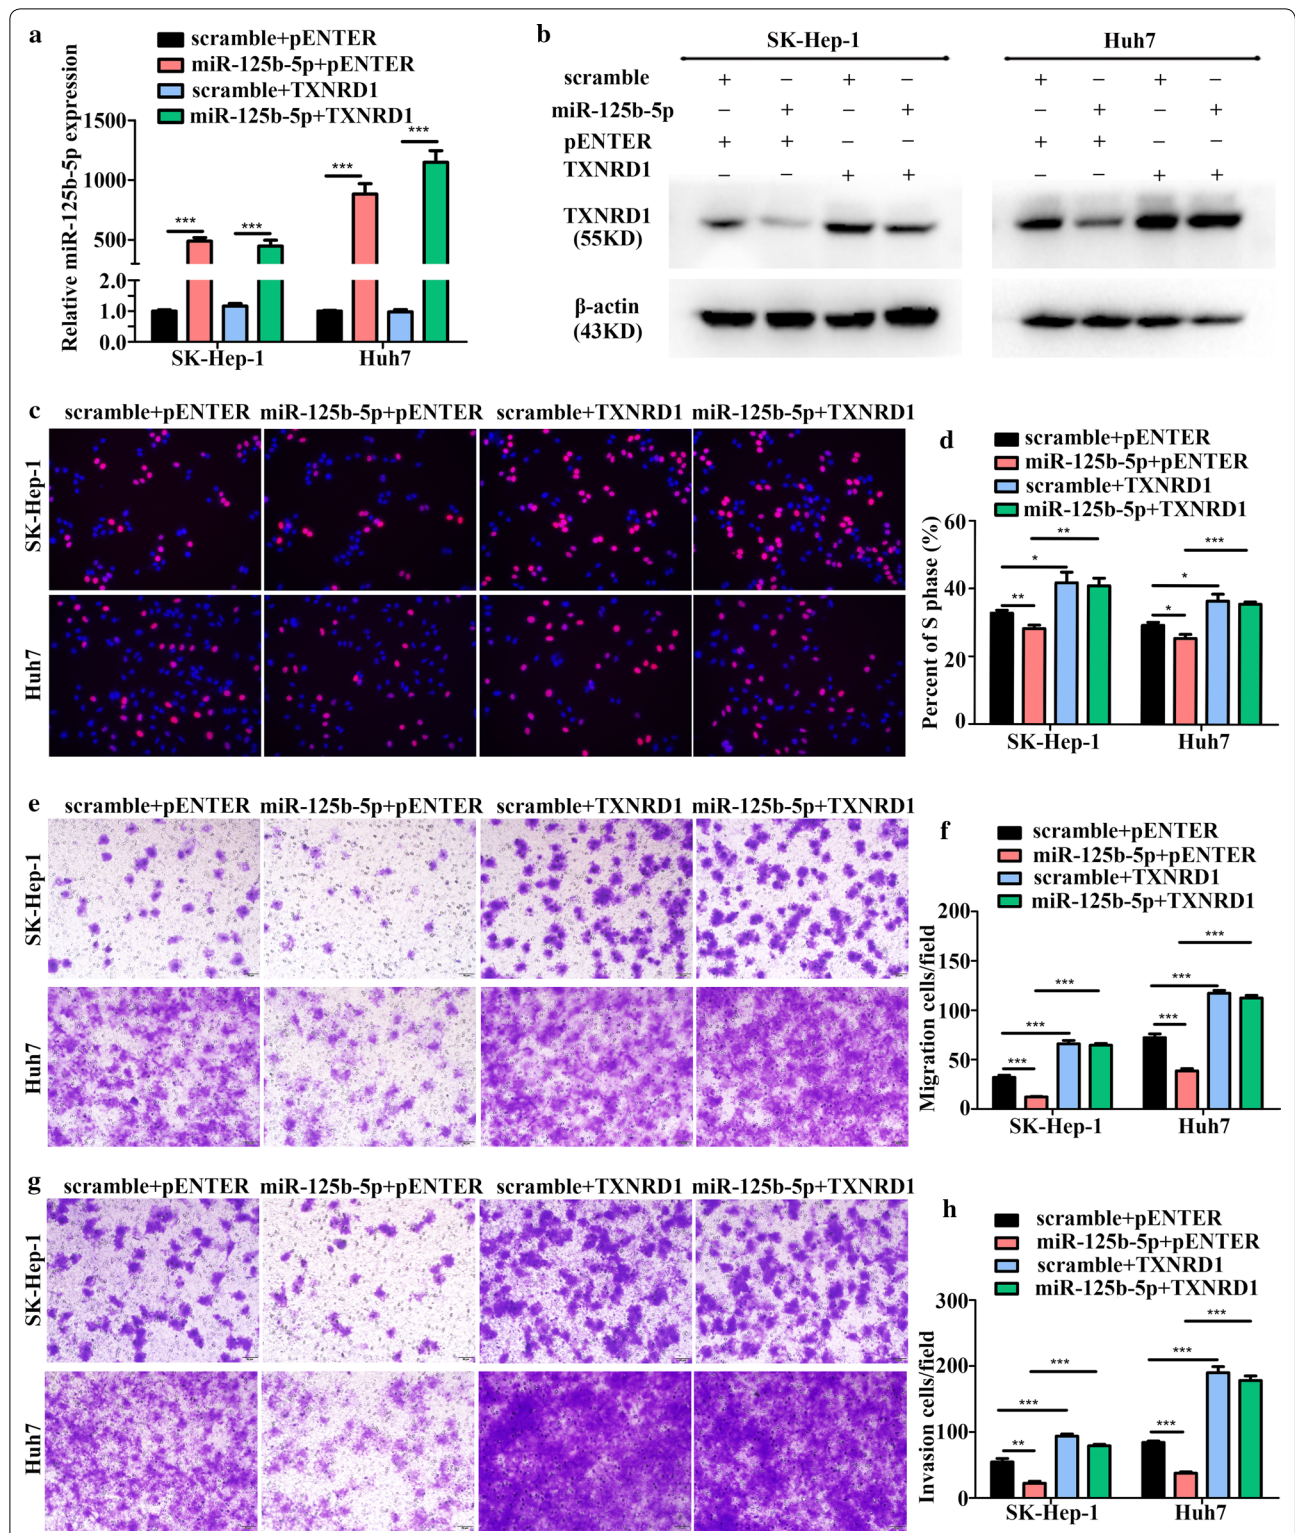 a
scramble+pENTER
miR-125b-5p+pENTER
scramble+TXNRD1
miR-125b-5p+TXNRD1
Relative miR-125b-5p expression
1500
1000
500
2.0
1.0
0.0
***
***
***
***
SK-Hep-1
Huh7
b
SK-Hep-1
Huh7
scramble + – + – + – + –
miR-125b-5p – + – + – + – +
pENTER + + – – + + – –
TXNRD1 – – + + – – + +
TXNRD1
(55KD)
β-actin
(43KD)
c
scramble+pENTER miR-125b-5p+pENTER scramble+TXNRD1 miR-125b-5p+TXNRD1
SK-Hep-1
Huh7
d
scramble+pENTER
miR-125b-5p+pENTER
scramble+TXNRD1
miR-125b-5p+TXNRD1
Percent of S phase (%)
60
40
20
0
**
*
**
*
*
***
SK-Hep-1
Huh7
e
scramble+pENTER miR-125b-5p+pENTER scramble+TXNRD1 miR-125b-5p+TXNRD1
SK-Hep-1
Huh7
f
scramble+pENTER
miR-125b-5p+pENTER
scramble+TXNRD1
miR-125b-5p+TXNRD1
Migration cells/field
200
150
100
50
0
***
***
***
***
***
***
SK-Hep-1
Huh7
g
scramble+pENTER miR-125b-5p+pENTER scramble+TXNRD1 miR-125b-5p+TXNRD1
SK-Hep-1
Huh7
h
scramble+pENTER
miR-125b-5p+pENTER
scramble+TXNRD1
miR-125b-5p+TXNRD1
Invasion cells/field
300
200
100
0
**
***
***
***
***
***
SK-Hep-1
Huh7